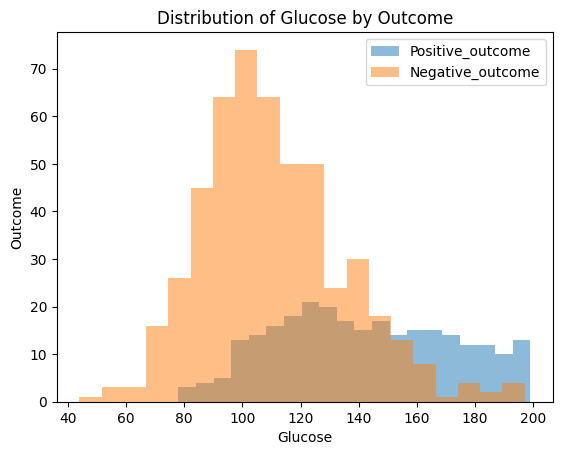 Distribution of Glucose by Outcome
Positive_outcome
Negative_outcome
70
60
50
40
30
20
10
0
Outcome
40 60 80 100 120 140 160 180 200
Glucose